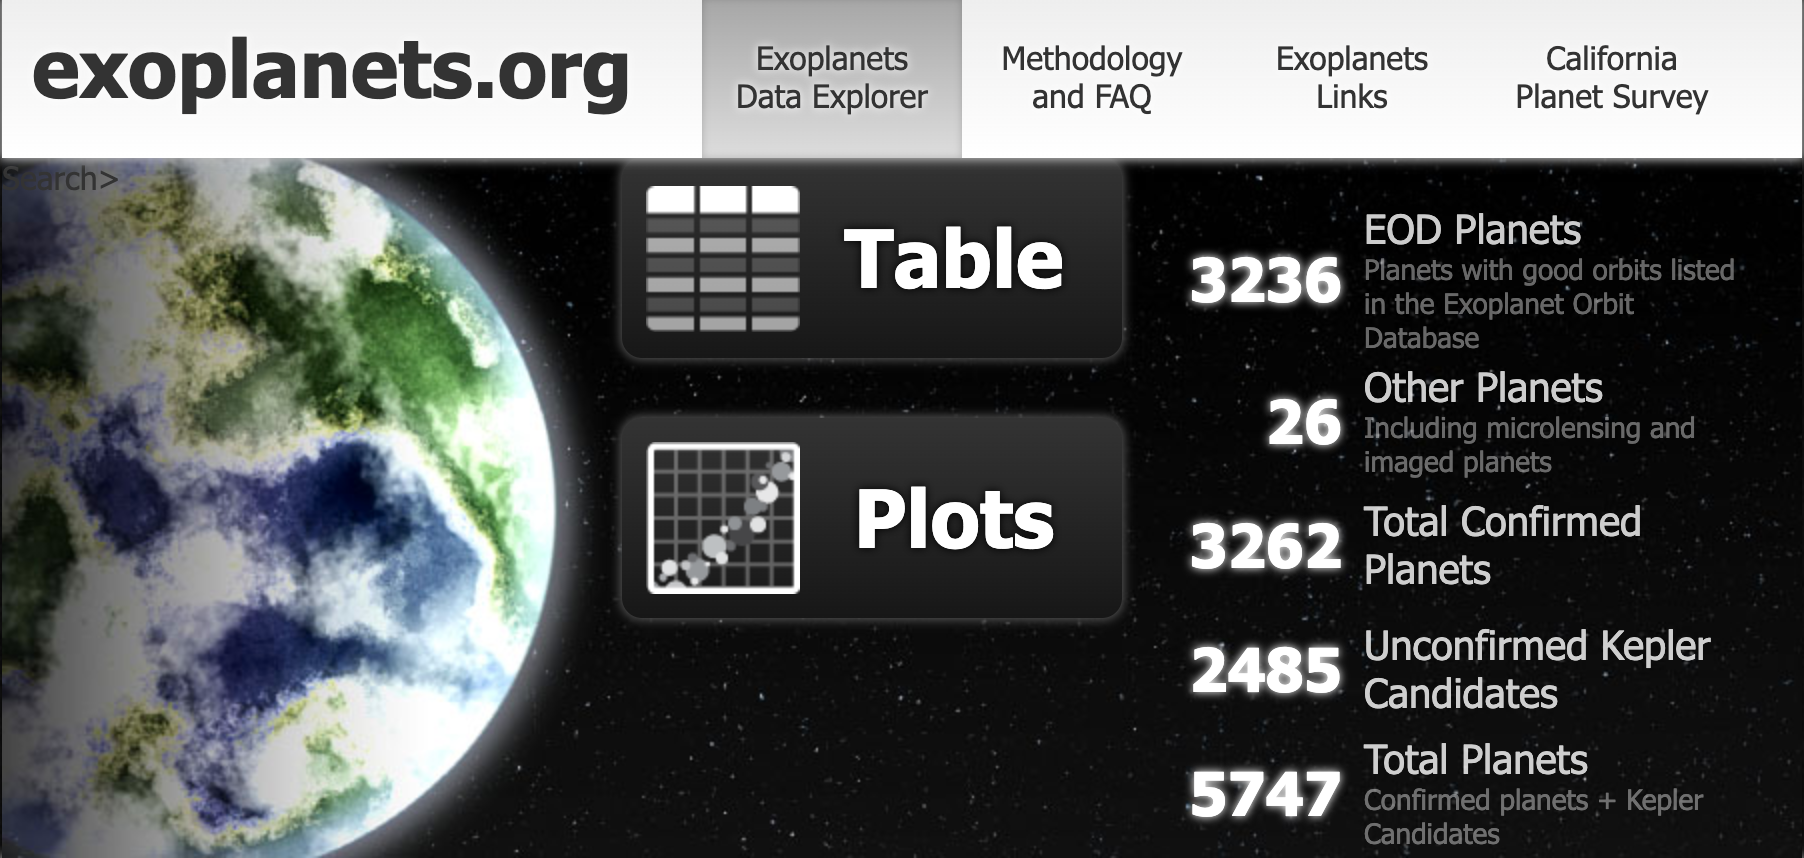 exoplanets.org
Exoplanets
Data Explorer
Methodology
and FAQ
Exoplanets
Links
California
Planet Survey
Search>
Table
Plots
3236
EOD Planets
Planets with good orbits listed
in the Exoplanet Orbit
Database
26
Other Planets
Including microlensing and
imaged planets
3262
Total Confirmed
Planets
2485
Unconfirmed Kepler
Candidates
5747
Total Planets
Confirmed planets + Kepler
Candidates